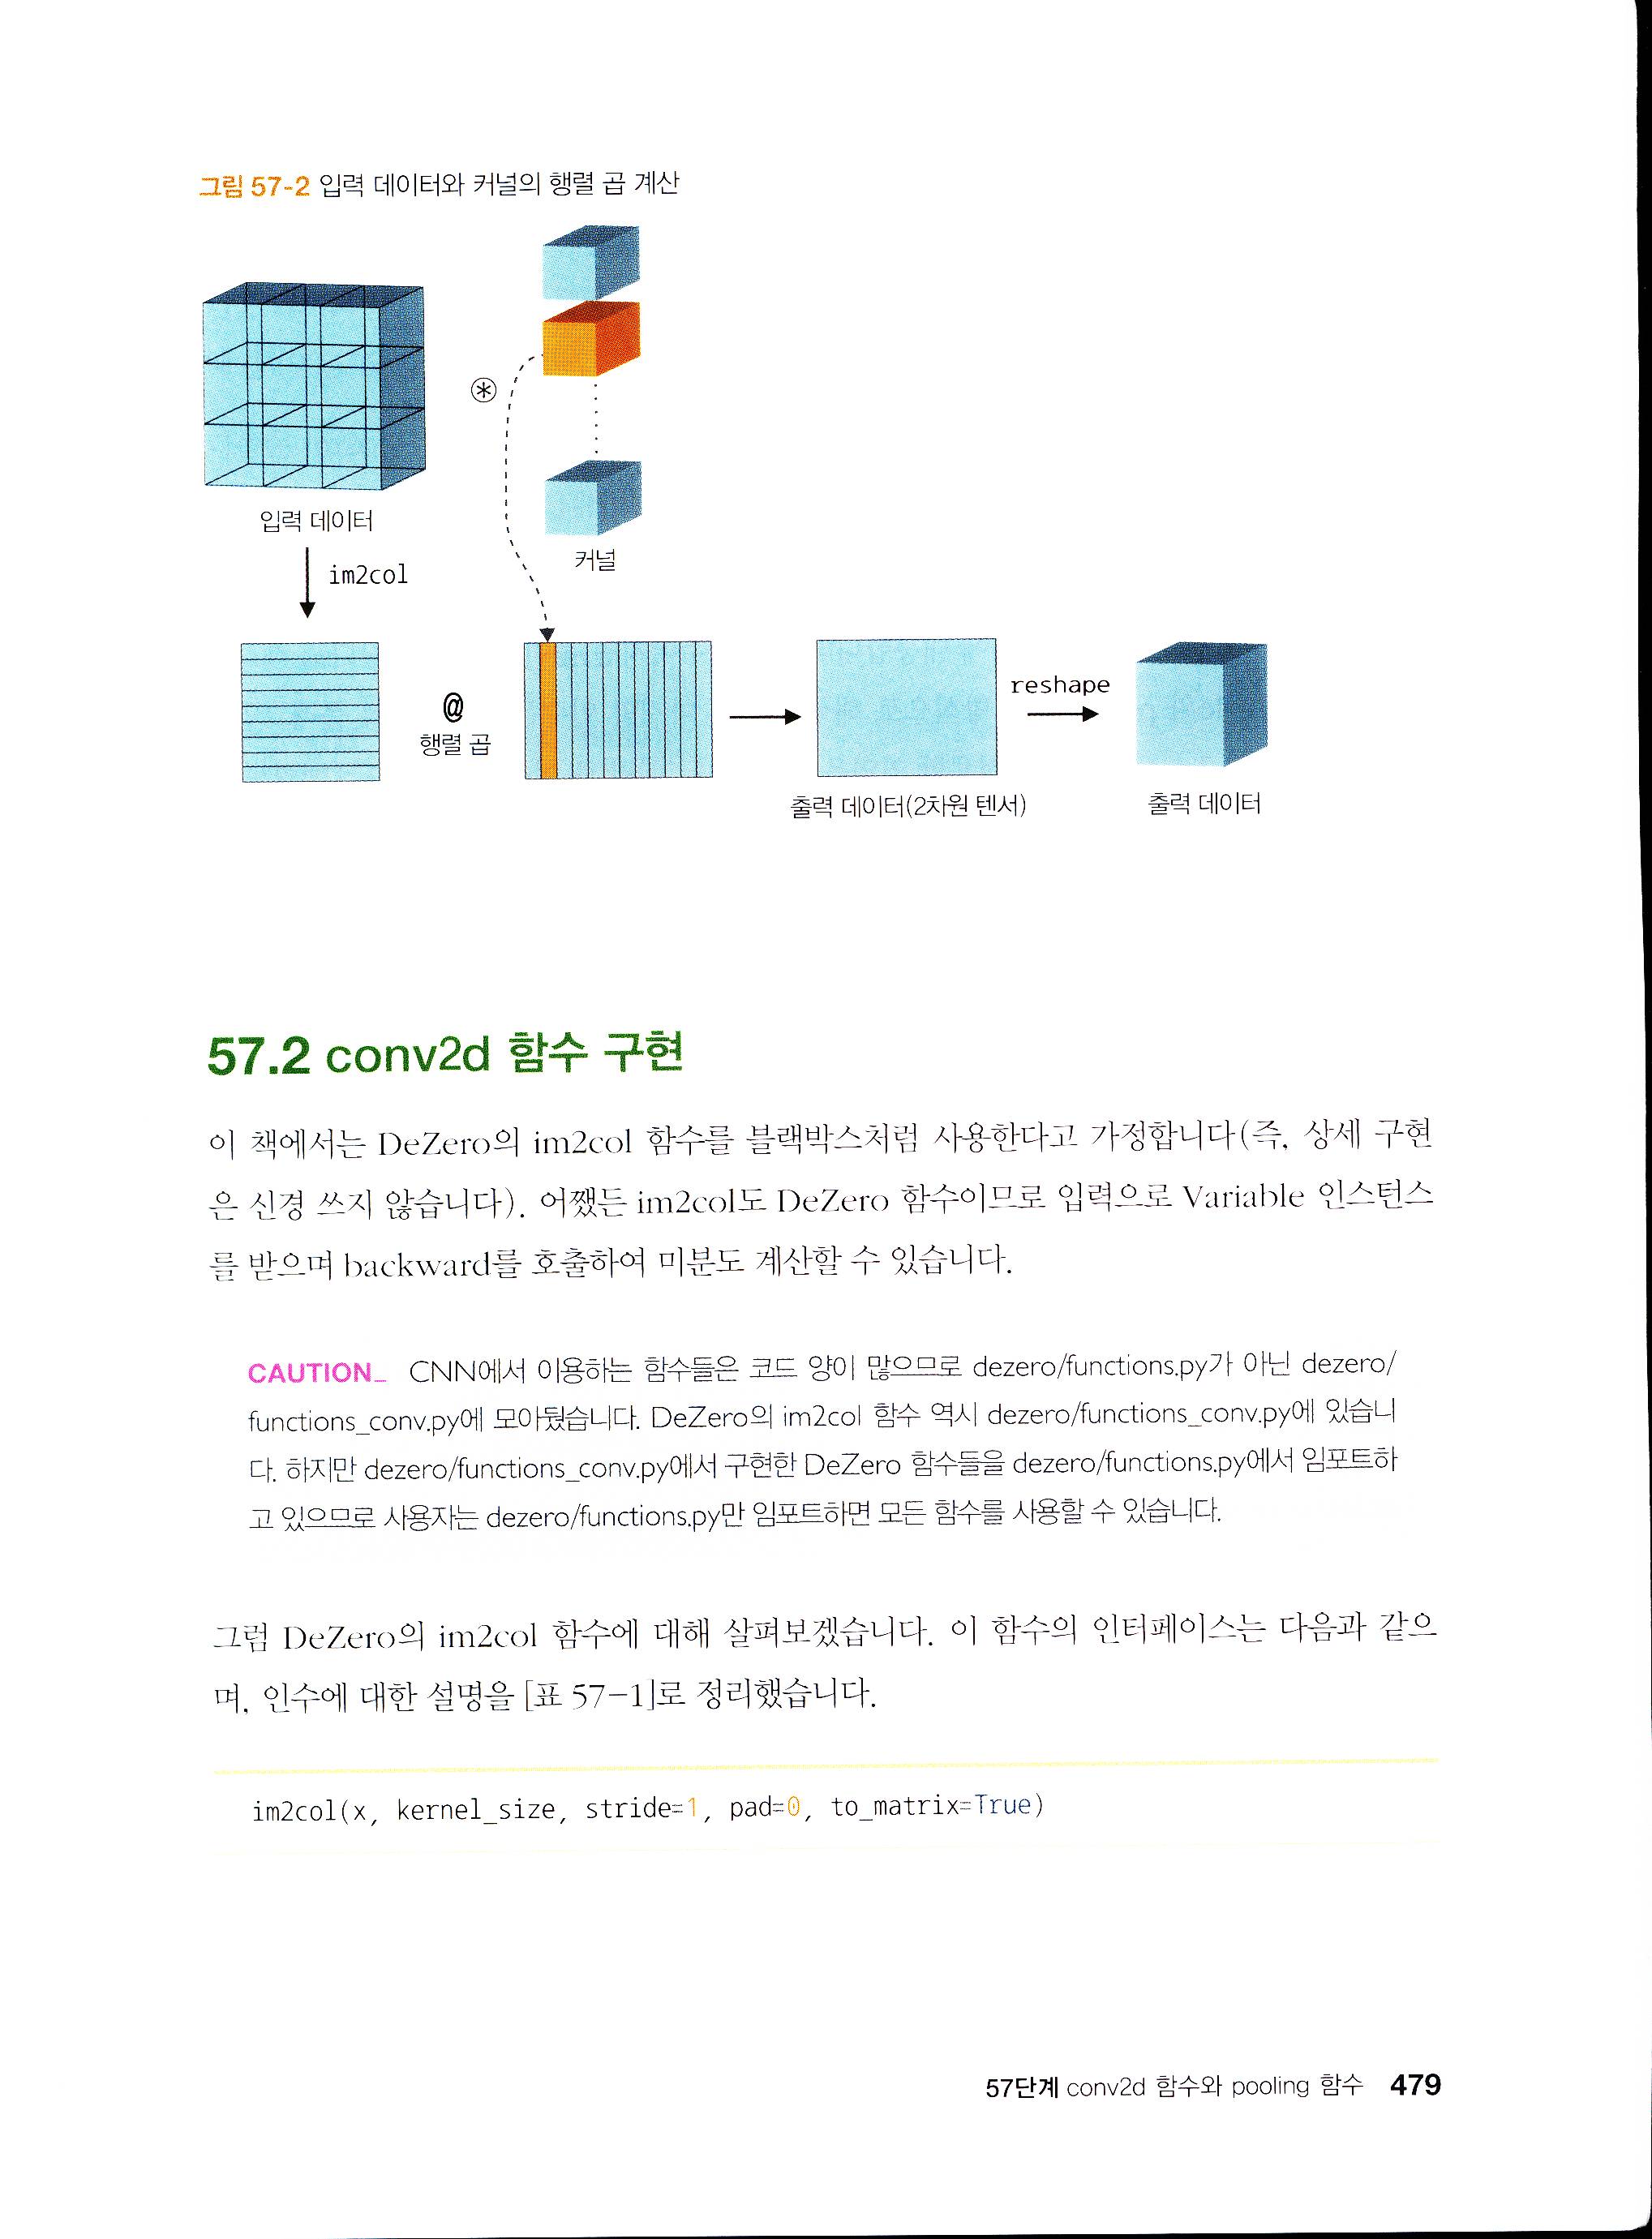 그림 57-2 입력 데이터와 커널의 행렬 곱 계산
⊛
입력 데이터
커널
im2col
@
행렬 곱
reshape
출력 데이터(2차원 텐서)
출력 데이터
57.2 conv2d 함수 구현
이 책에서는 DeZero의 im2col 함수를 블랙박스처럼 사용한다고 가정합니다(즉, 상세 구현
은 신경 쓰지 않습니다). 어쨌든 im2col도 DeZero 함수이므로 입력으로 Variable 인스턴스
를 받으며 backward를 호출하여 미분도 계산할 수 있습니다.
CAUTION_ CNN에서 이용하는 함수들은 코드 양이 많으므로 dezero/functions.py가 아닌 dezero/
functions_conv.py에 모아뒀습니다. DeZero의 im2col 함수 역시 dezero/functions_conv.py에 있습니
다. 하지만 dezero/functions_conv.py에서 구현한 DeZero 함수들을 dezero/functions.py에서 임포트하
고 있으므로 사용자는 dezero/functions.py만 임포트하면 모든 함수를 사용할 수 있습니다.
그럼 DeZero의 im2col 함수에 대해 살펴보겠습니다. 이 함수의 인터페이스는 다음과 같으
며, 인수에 대한 설명을 [표 57-1]로 정리했습니다.
im2col(x, kernel_size, stride=1, pad=0, to_matrix=True)
57단계 conv2d 함수와 pooling 함수 479